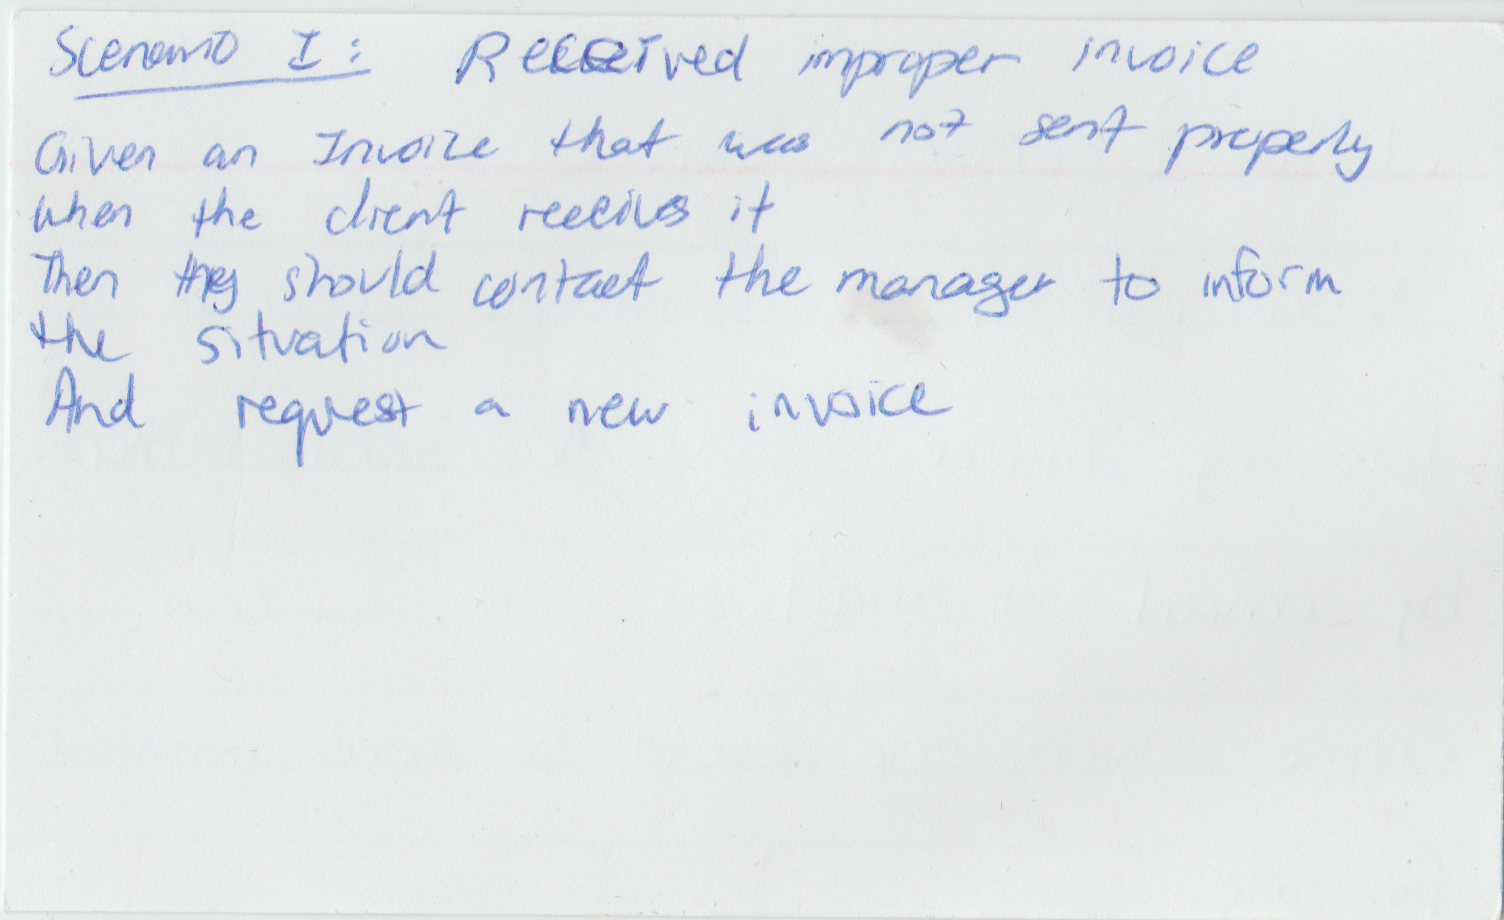 Scenario I: Received improper invoice
Given an Invoice that was not sent properly
when the client receives it
Then they should contact the manager to inform
the situation
And request a new invoice